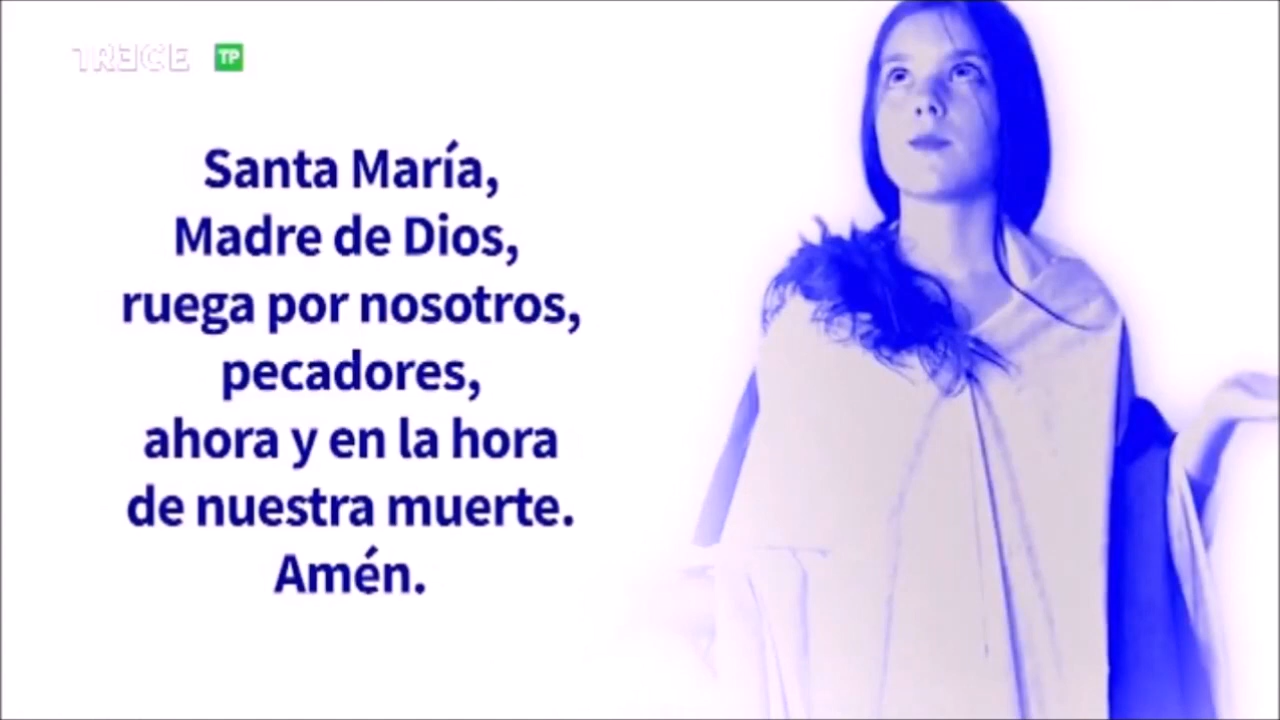 TRECE TP
Santa María,
Madre de Dios,
ruega por nosotros,
pecadores,
ahora y en la hora
de nuestra muerte.
Amén.